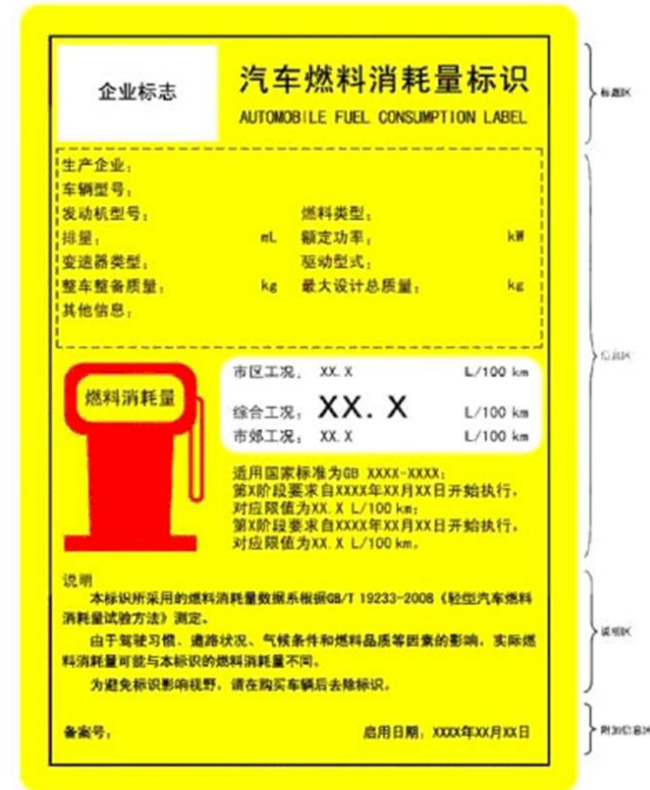 企业标志
汽车燃料消耗量标识
AUTOMOBILE FUEL CONSUMPTION LABEL
标题区
生产企业:
车辆型号:
发动机型号: 燃料类型:
排量: mL 额定功率: kW
变速器类型: 驱动型式:
整车整备质量: kg 最大设计总质量: kg
其他信息:
信息区
燃料消耗量
市区工况: XX.X L/100 km
综合工况: XX.X L/100 km
市郊工况: XX.X L/100 km
适用国家标准为GB XXXX-XXXX:
第X阶段要求自XXXX年XX月XX日开始执行,
对应限值为XX.X L/100 km;
第X阶段要求自XXXX年XX月XX日开始执行,
对应限值为XX.X L/100 km。
说明
本标识所采用的燃料消耗量数据系根据GB/T 19233-2008《轻型汽车燃料
消耗量试验方法》测定。
由于驾驶习惯、道路状况、气候条件和燃料品质等因素的影响,实际燃
料消耗量可能与本标识的燃料消耗量不同。
为避免标识影响视野,请在购买车辆后去除标识。
说明区
备案号: 启用日期: XXXX年XX月XX日
附加信息区